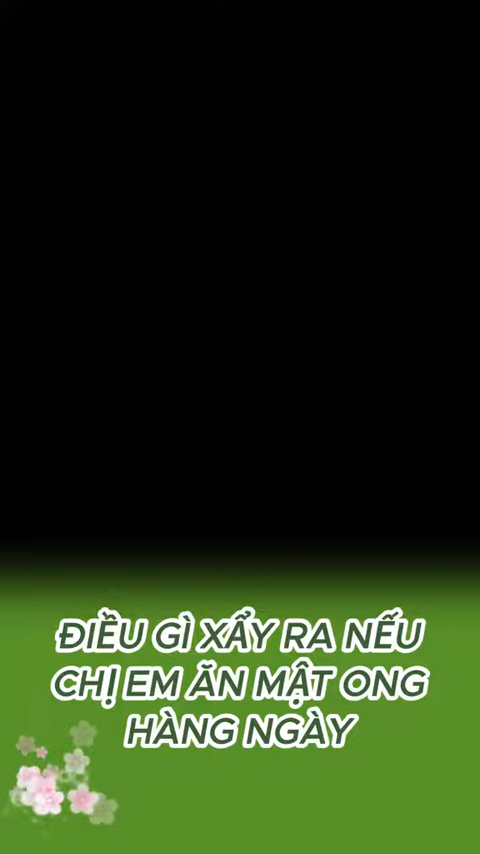 ĐIỀU GÌ XẨY RA NẾU
CHỊ EM ĂN MẬT ONG
HÀNG NGÀY